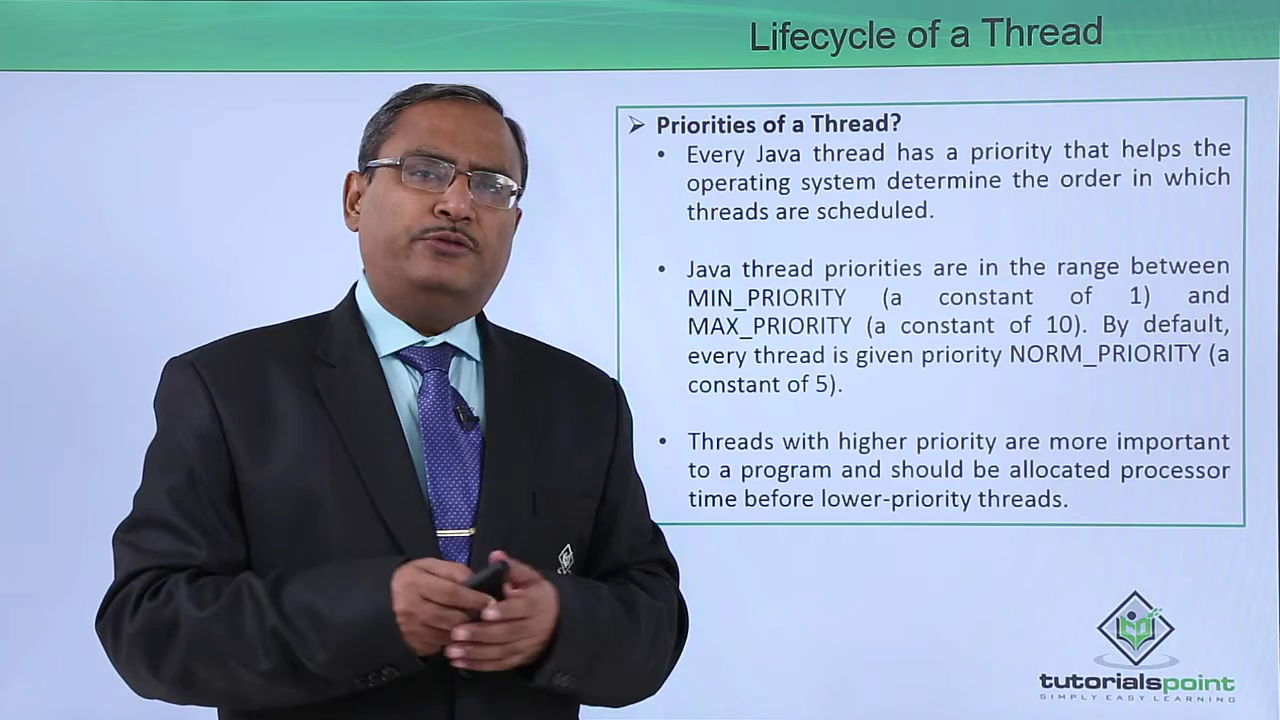 Lifecycle of a Thread
➢ Priorities of a Thread?
• Every Java thread has a priority that helps the
operating system determine the order in which
threads are scheduled.
• Java thread priorities are in the range between
MIN_PRIORITY (a constant of 1) and
MAX_PRIORITY (a constant of 10). By default,
every thread is given priority NORM_PRIORITY (a
constant of 5).
• Threads with higher priority are more important
to a program and should be allocated processor
time before lower-priority threads.
tutorialspoint
SIMPLY EASY LEARNING